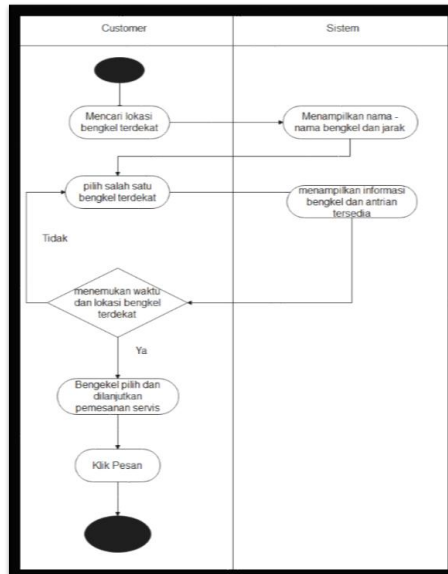 Customer
Sistem
Mencari lokasi
bengkel terdekat
Menampilkan nama -
nama bengkel dan jarak
pilih salah satu
bengkel terdekat
menampilkan informasi
bengkel dan antrian
tersedia
Tidak
menemukan waktu
dan lokasi bengkel
terdekat
Ya
Bengekel pilih dan
dilanjutkan
pemesanan servis
Klik Pesan